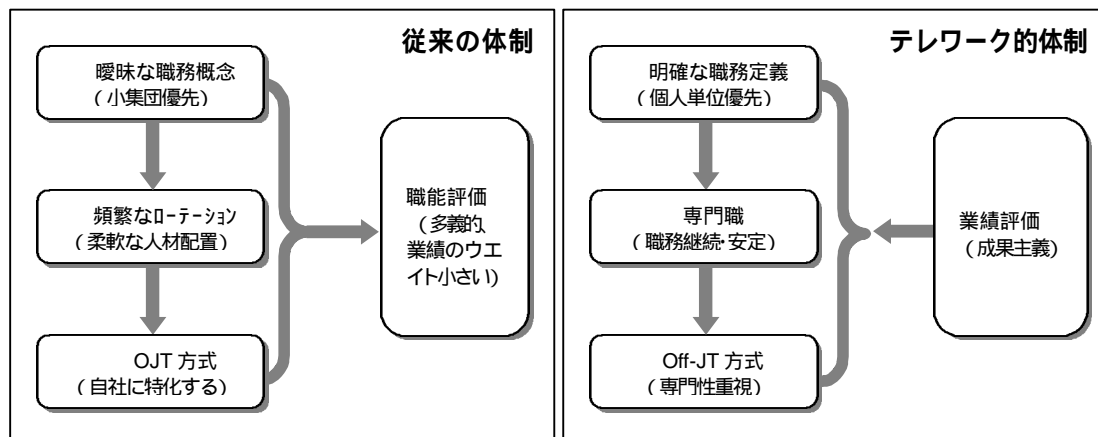 従来の体制
曖昧な職務概念
(小集団優先)
頻繁なﾛｰﾃｰｼｮﾝ
(柔軟な人材配置)
OJT 方式
(自社に特化する)
職能評価
(多義的、
業績のウエ
イト小さい)
テレワーク的体制
明確な職務定義
(個人単位優先)
専門職
(職務継続・安定)
Off-JT 方式
(専門性重視)
業績評価
(成果主義)